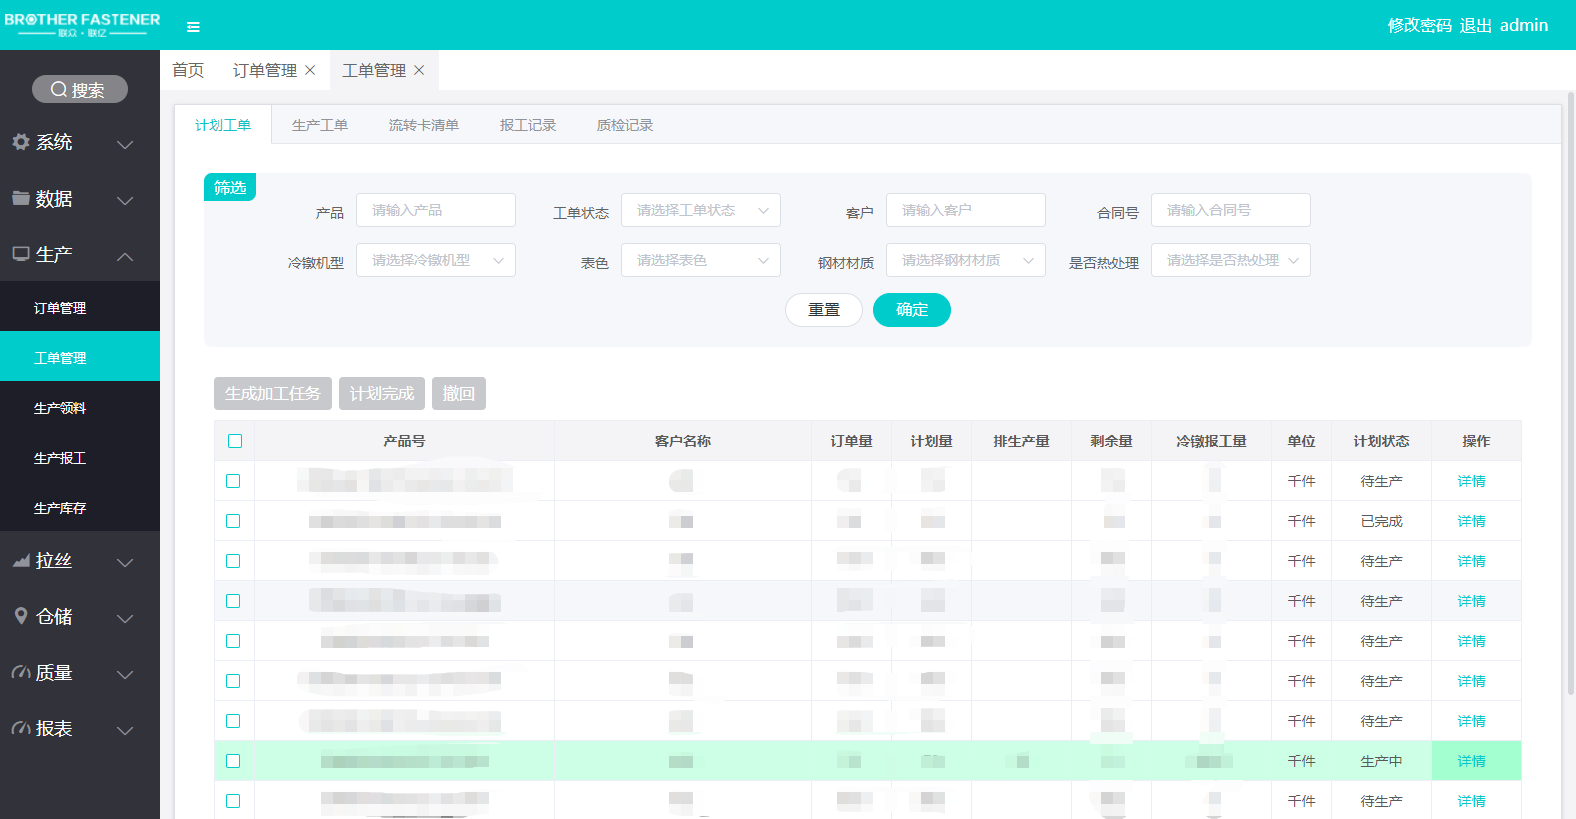 BROTHER FASTENER
联众·联亿
修改密码 退出 admin
搜索
系统
数据
生产
订单管理
工单管理
生产领料
生产报工
生产库存
拉丝
仓储
质量
报表
首页 订单管理 工单管理
计划工单 生产工单 流转卡清单 报工记录 质检记录
筛选
产品 请输入产品 工单状态 请选择工单状态 客户 请输入客户 合同号 请输入合同号
冷镦机型 请选择冷镦机型 表色 请选择表色 钢材材质 请选择钢材材质 是否热处理 请选择是否热处理
重置 确定
生成加工任务 计划完成 撤回
产品号 客户名称 订单量 计划量 排生产量 剩余量 冷镦报工量 单位 计划状态 操作
千件 待生产 详情
千件 已完成 详情
千件 待生产 详情
千件 待生产 详情
千件 待生产 详情
千件 待生产 详情
千件 待生产 详情
千件 生产中 详情
千件 待生产 详情